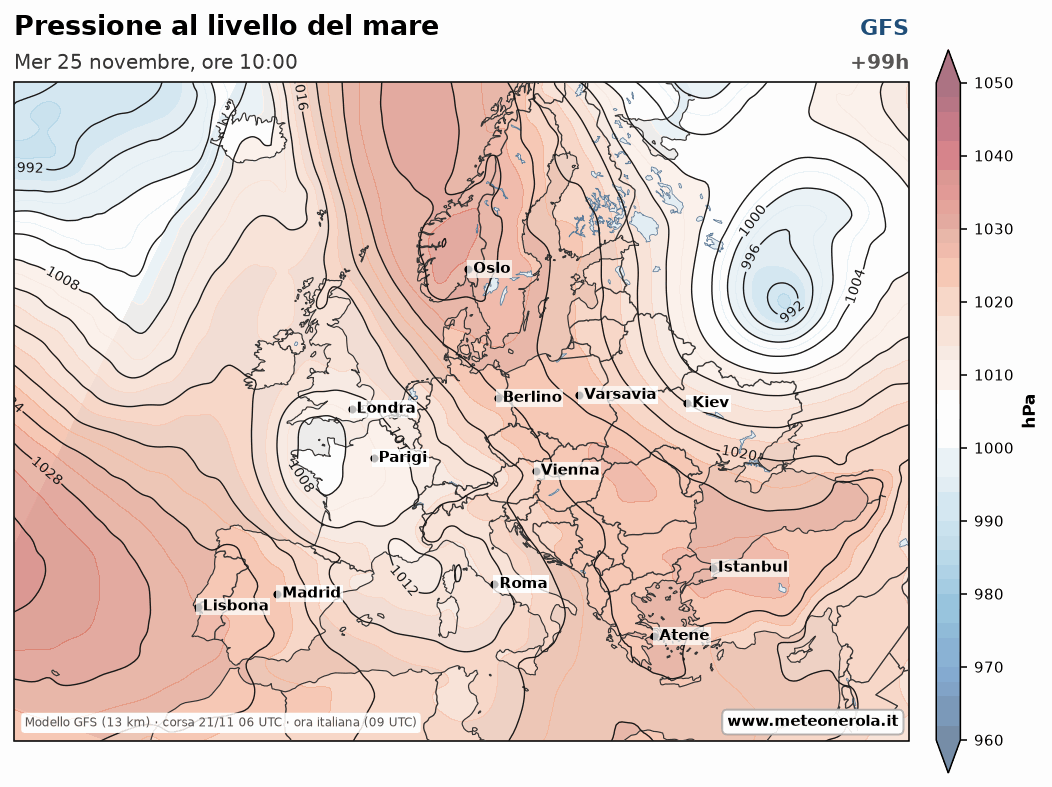 Pressione al livello del mare
GFS
Mer 25 novembre, ore 10:00
+99h
1016
992
1008
1000
996
992
1004
Oslo
Berlino
Varsavia
Kiev
Londra
1020
Parigi
Vienna
1028
1008
Istanbul
1012
Roma
Madrid
Lisbona
Atene
Modello GFS (13 km) · corsa 21/11 06 UTC · ora italiana (09 UTC)
www.meteonerola.it
1050
1040
1030
1020
1010
1000
990
980
970
960
hPa